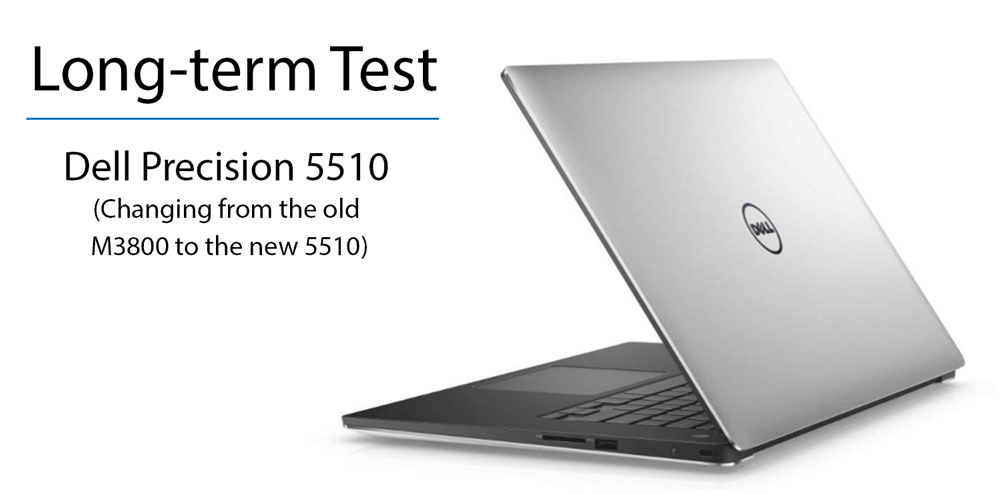 Long-term Test
Dell Precision 5510
(Changing from the old
M3800 to the new 5510)
DELL